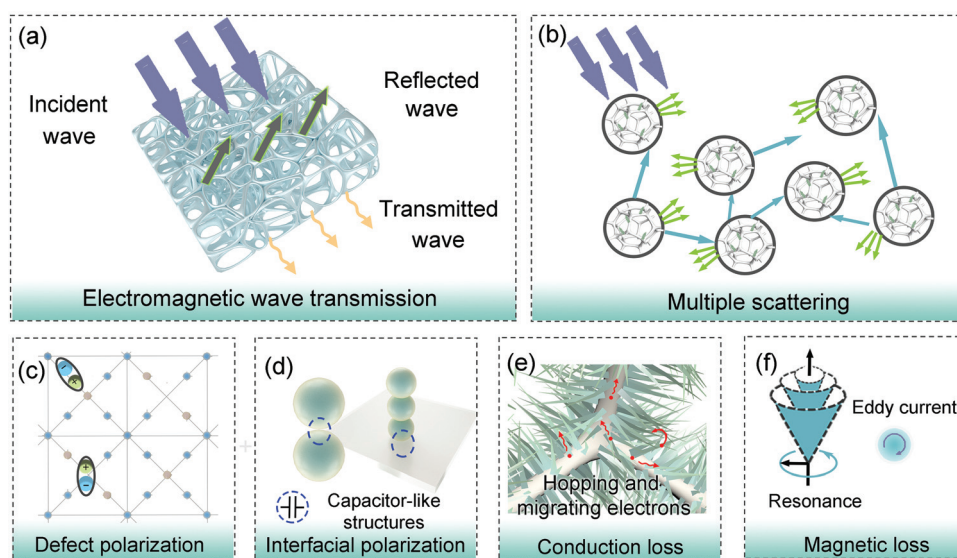 (a)
Incident
wave
Reflected
wave
Transmitted
wave
Electromagnetic wave transmission
(b)
Multiple scattering
(c)
-
+
+
-
Defect polarization
(d)
Capacitor-like
structures
Interfacial polarization
(e)
Hopping and
migrating electrons
Conduction loss
(f)
Eddy current
Resonance
Magnetic loss